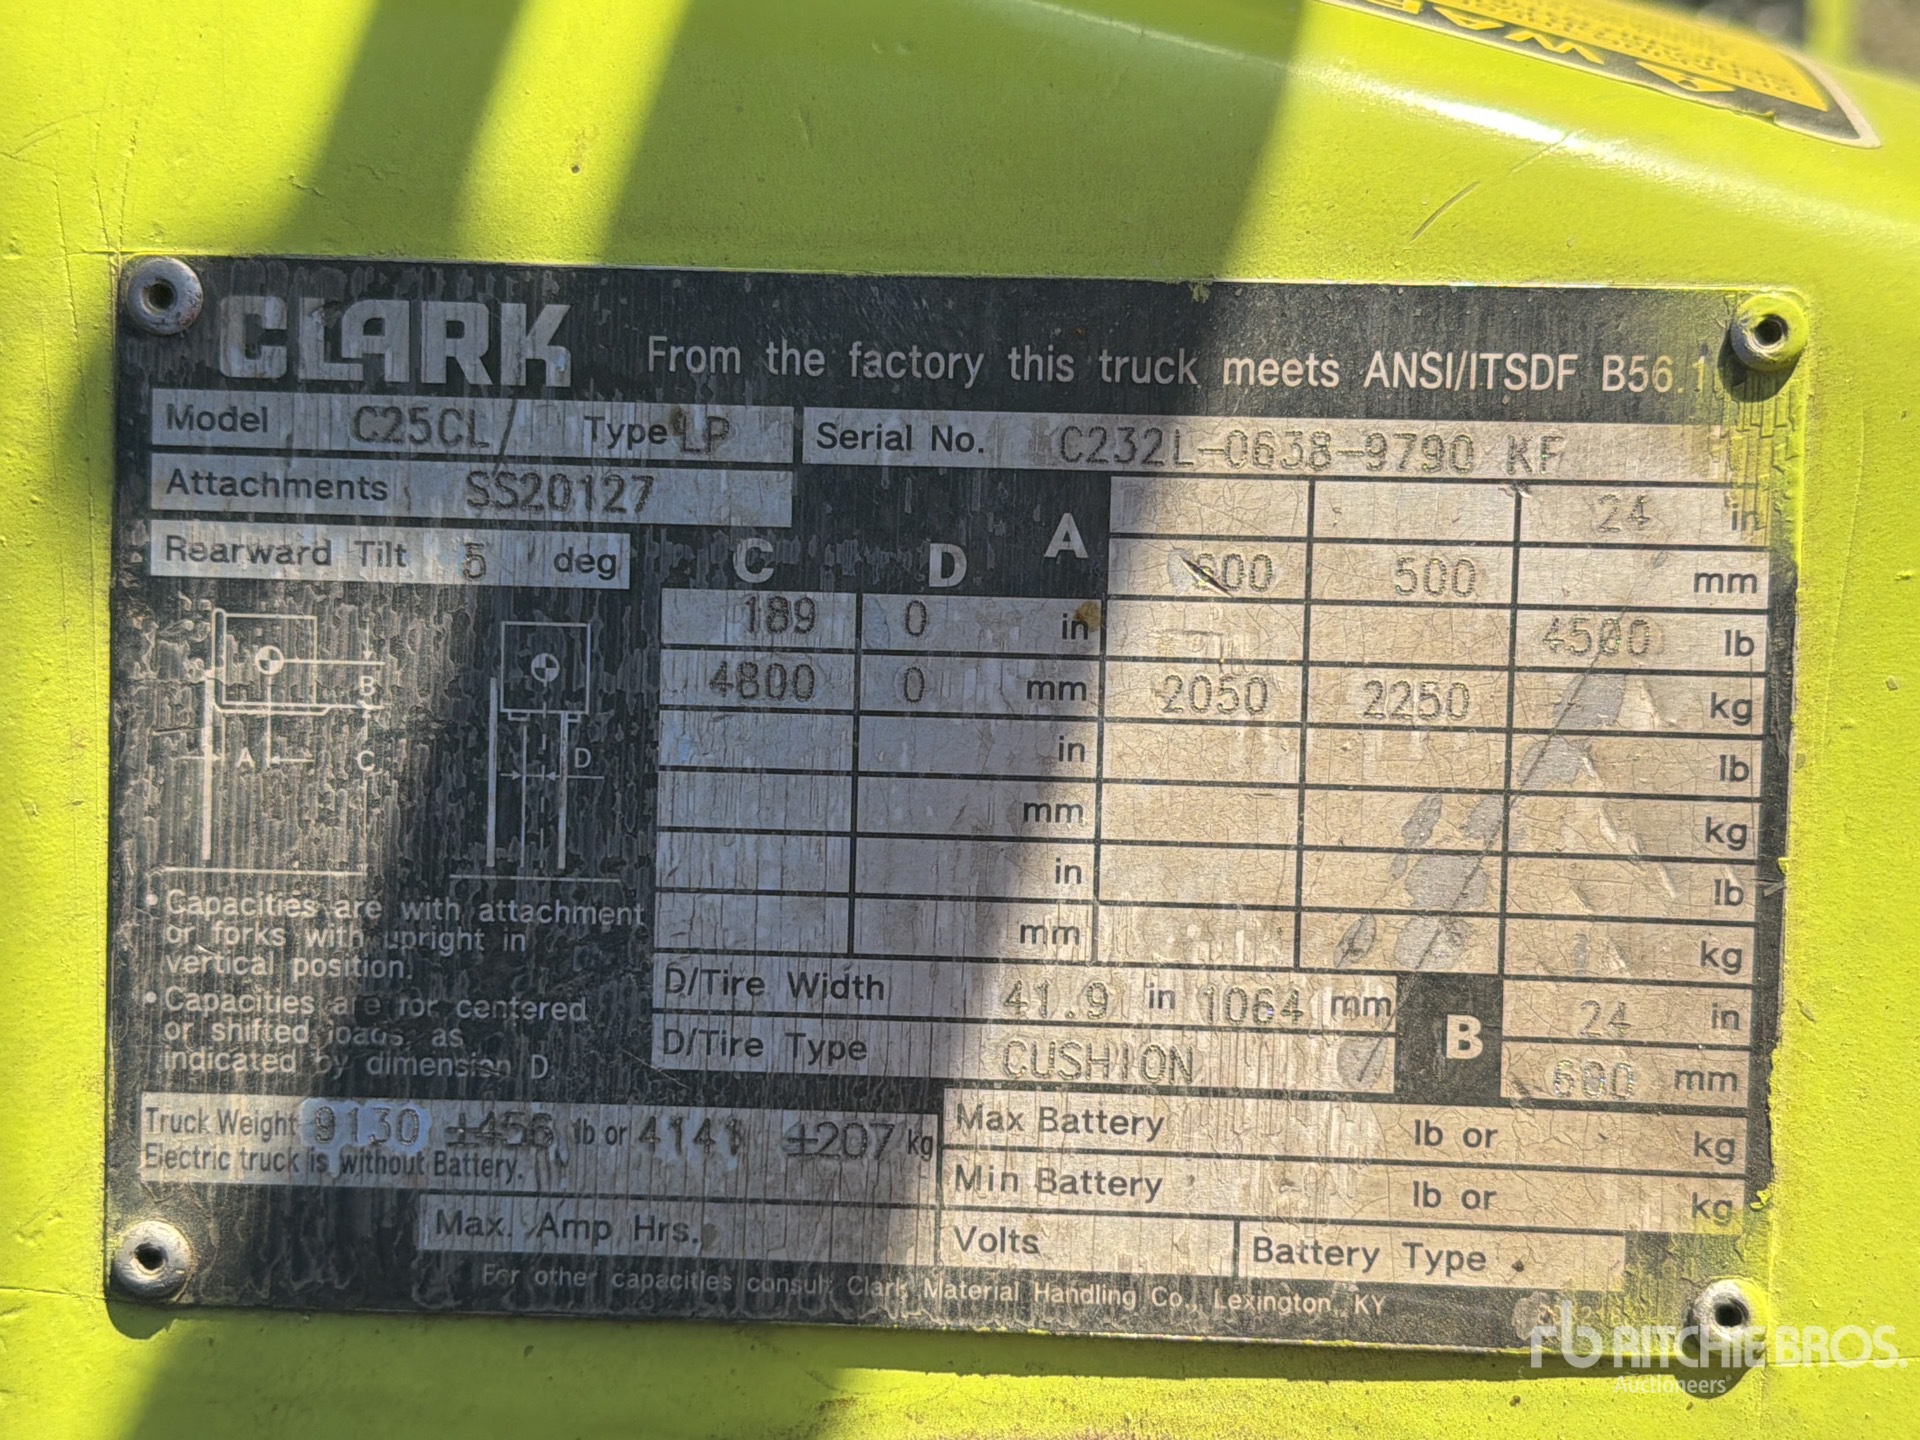 WAR
CLARK From the factory this truck meets ANSI/ITSDF B56.1
Model C25CL Type LP Serial No. C232L-0638-9790 KF
Attachments SS20127
Rearward Tilt 5 deg
C D A
24 in
600 500 mm
189 0 in 4500 lb
4800 0 mm 2050 2250 kg
in lb
mm kg
in lb
mm kg
B
A C
D
• Capacities are with attachment
or forks with upright in
vertical position.
• Capacities are for centered
or shifted loads, as
indicated by dimension D.
D/Tire Width 41.9 in 1064 mm
D/Tire Type CUSHION
B 24 in
600 mm
Truck Weight 9130 ±456 lb or 4141 ±207 kg
Electric truck is without Battery.
Max Battery lb or kg
Min Battery lb or kg
Max. Amp Hrs.
Volts Battery Type
For other capacities consult Clark Material Handling Co., Lexington, KY
rb RITCHIE BROS.
Auctioneers